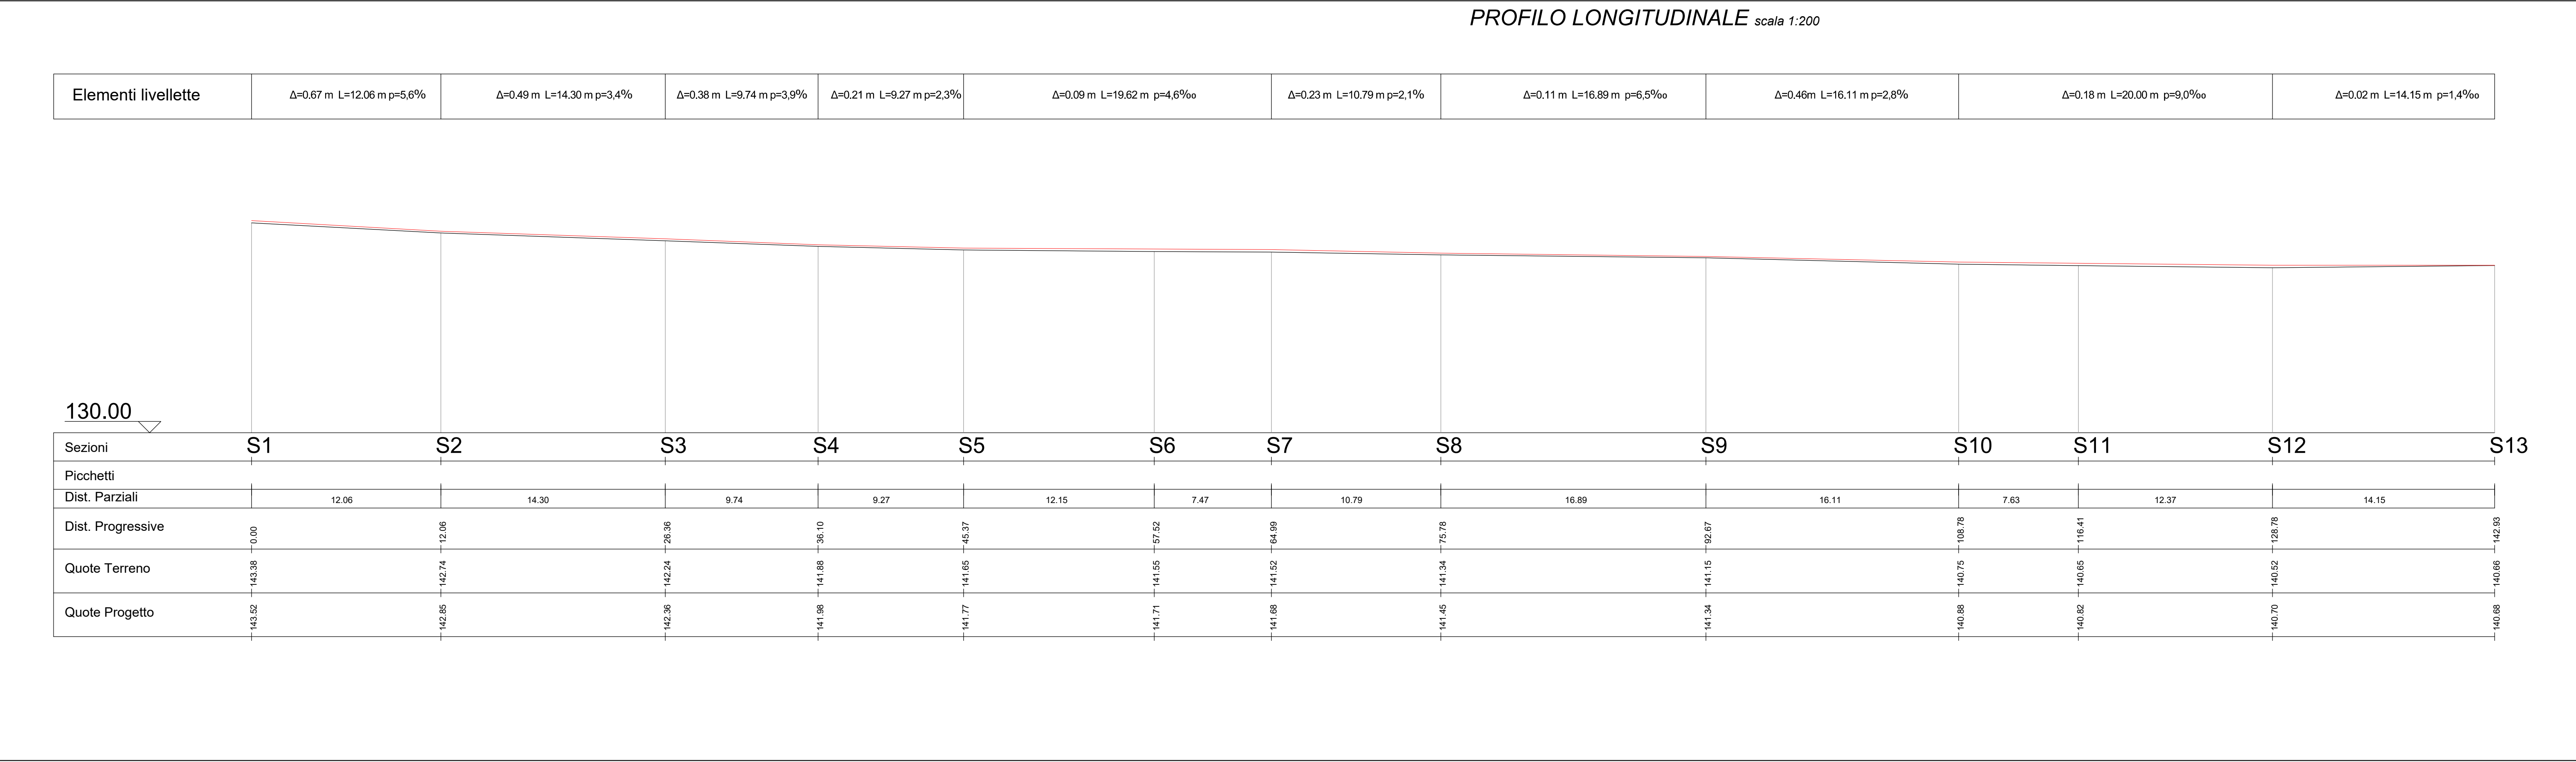 PROFILO LONGITUDINALE scala 1:200
Elementi livellette Δ=0.67 m L=12.06 m p=5,6% Δ=0.49 m L=14.30 m p=3,4% Δ=0.38 m L=9.74 m p=3,9% Δ=0.21 m L=9.27 m p=2,3% Δ=0.09 m L=19.62 m p=4,6‰ Δ=0.23 m L=10.79 m p=2,1% Δ=0.11 m L=16.89 m p=6,5‰ Δ=0.46m L=16.11 m p=2,8% Δ=0.18 m L=20.00 m p=9,0‰ Δ=0.02 m L=14.15 m p=1,4‰
130.00
Sezioni S1 S2 S3 S4 S5 S6 S7 S8 S9 S10 S11 S12 S13
Picchetti
Dist. Parziali 12.06 14.30 9.74 9.27 12.15 7.47 10.79 16.89 16.11 7.63 12.37 14.15
Dist. Progressive 0.00 12.06 26.36 36.10 45.37 57.52 64.99 75.78 92.67 108.78 116.41 128.78 142.93
Quote Terreno 143.38 142.74 142.24 141.88 141.65 141.55 141.52 141.34 141.15 140.75 140.65 140.52 140.66
Quote Progetto 143.52 142.85 142.36 141.98 141.77 141.71 141.68 141.45 141.34 140.88 140.82 140.70 140.68